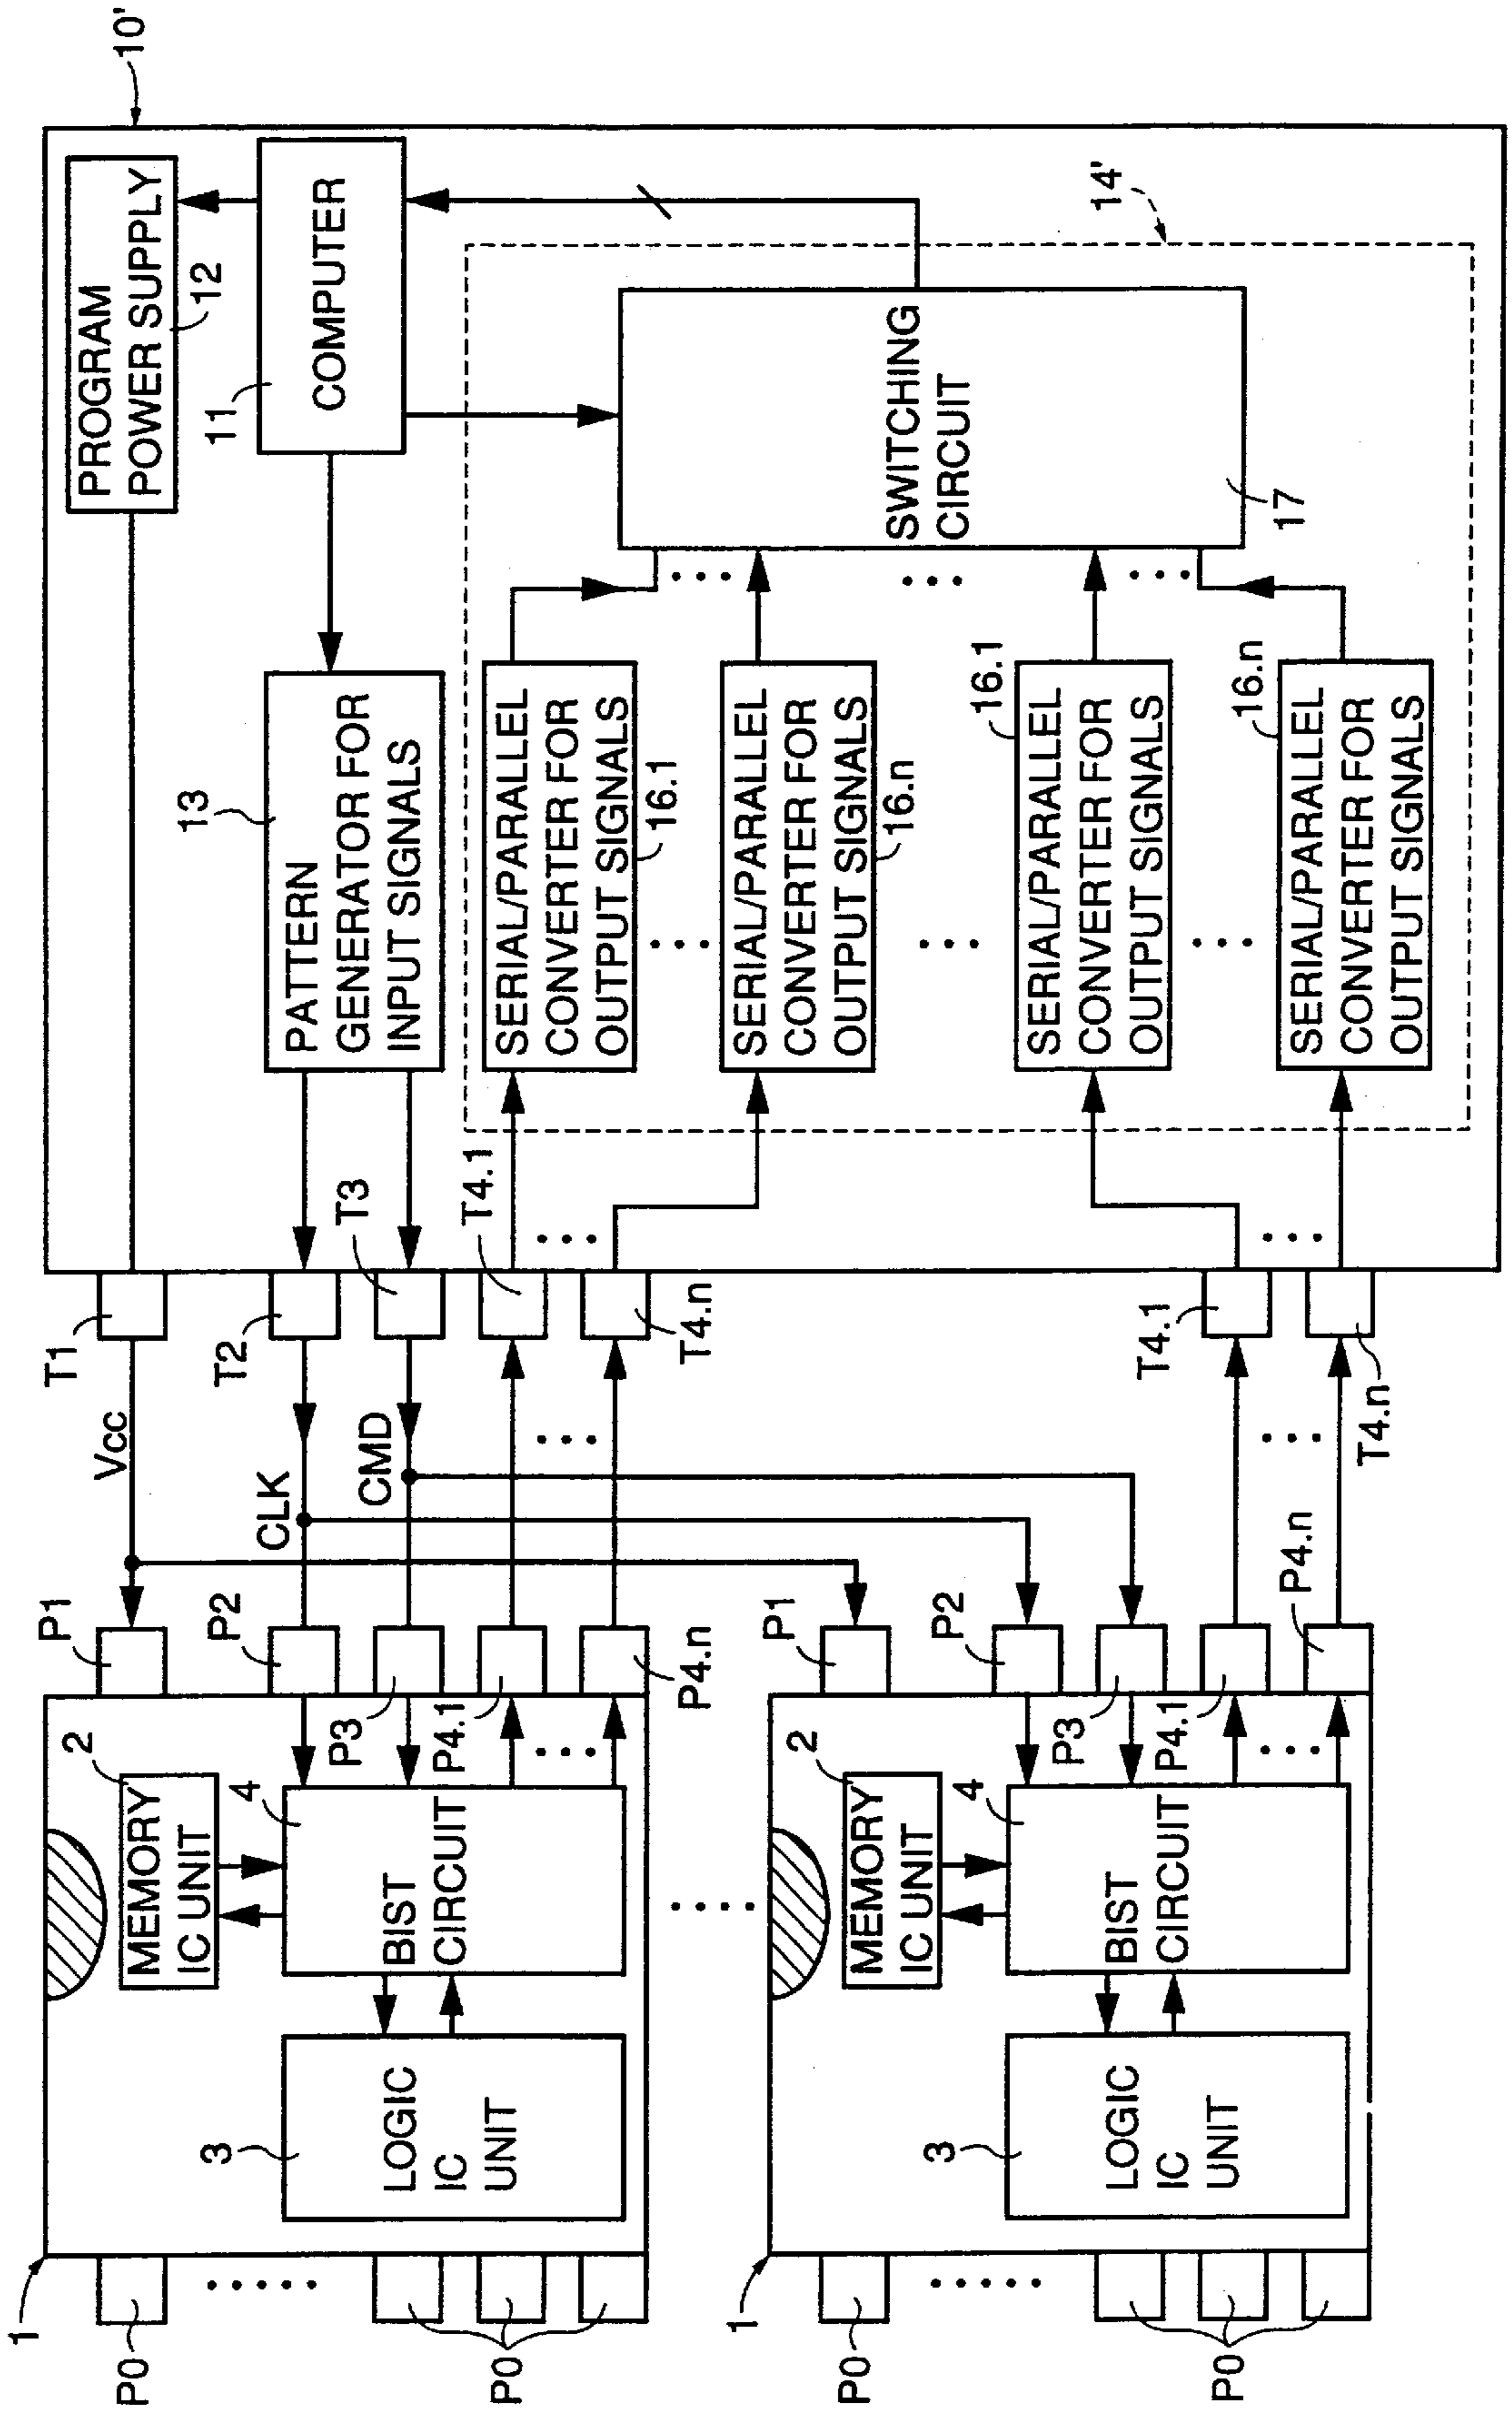 10'
PROGRAM
POWER SUPPLY
12
COMPUTER
11
14'
PATTERN
GENERATOR FOR
INPUT SIGNALS
13
SERIAL/PARALLEL
CONVERTER FOR
OUTPUT SIGNALS
16.1
SERIAL/PARALLEL
CONVERTER FOR
OUTPUT SIGNALS
16.n
SERIAL/PARALLEL
CONVERTER FOR
OUTPUT SIGNALS
16.1
SERIAL/PARALLEL
CONVERTER FOR
OUTPUT SIGNALS
16.n
SWITCHING
CIRCUIT
17
T1
T2
T3
T4.1
T4.n
T4.1
T4.n
Vcc
CLK
CMD
P1
P2
P3
P4.1
P4.n
2
MEMORY
IC UNIT
4
BIST
CIRCUIT
3
LOGIC
IC
UNIT
1
P0
P0
P1
P2
P3
P4.1
P4.n
2
MEMORY
IC UNIT
4
BIST
CIRCUIT
3
LOGIC
IC
UNIT
1
P0
P0